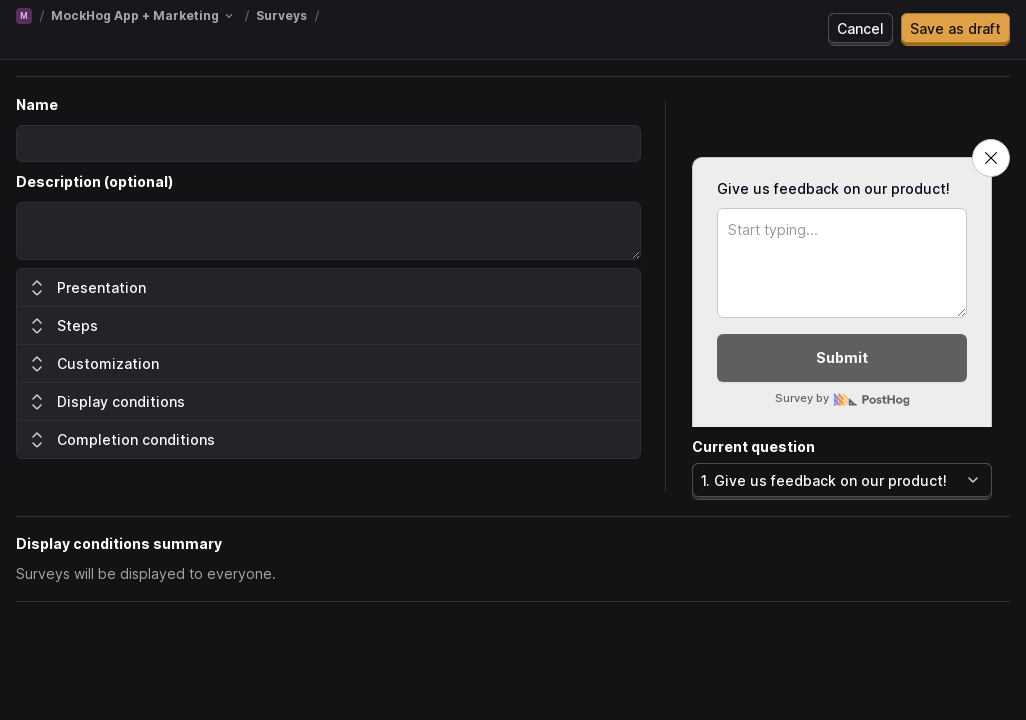 M / MockHog App + Marketing / Surveys /
Cancel
Save as draft
Name
Description (optional)
Presentation
Steps
Customization
Display conditions
Completion conditions
Give us feedback on our product!
Start typing...
Submit
Survey by PostHog
Current question
1. Give us feedback on our product!
Display conditions summary
Surveys will be displayed to everyone.